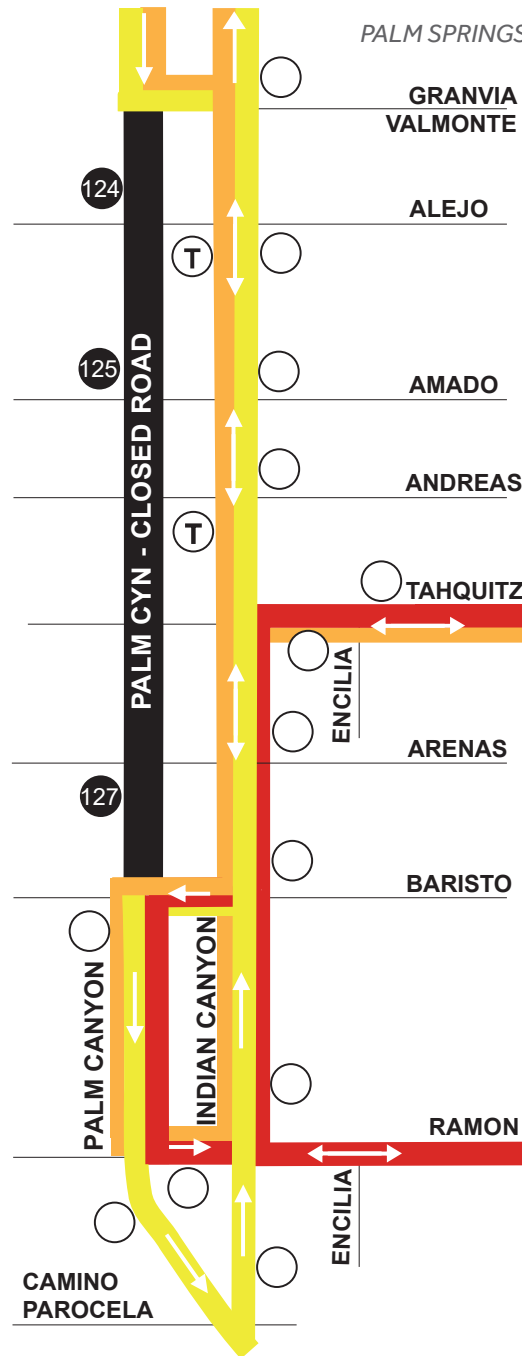 PALM SPRINGS
GRANVIA
VALMONTE
124
ALEJO
T
125
AMADO
PALM CYN - CLOSED ROAD
ANDREAS
T
TAHQUITZ
ENCILIA
ARENAS
127
BARISTO
PALM CANYON
INDIAN CANYON
RAMON
ENCILIA
CAMINO
PAROCELA